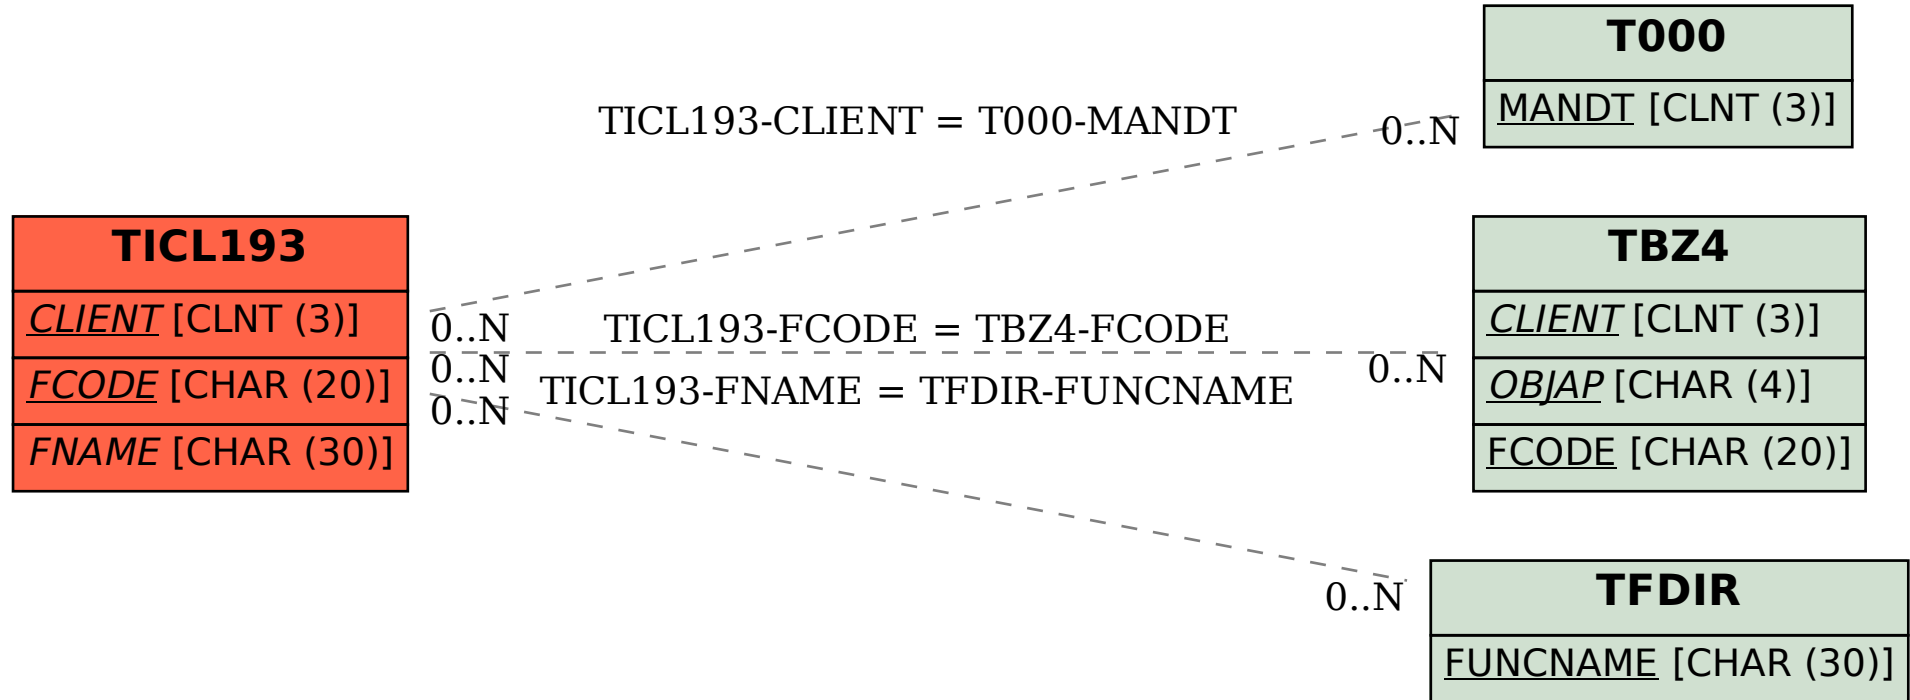 T000
MANDT [CLNT (3)]
TICL193-CLIENT = T000-MANDT
0..N
TICL193
CLIENT [CLNT (3)]
FCODE [CHAR (20)]
FNAME [CHAR (30)]
0..N
0..N
0..N
TICL193-FCODE = TBZ4-FCODE
0..N
TICL193-FNAME = TFDIR-FUNCNAME
TBZ4
CLIENT [CLNT (3)]
OBJAP [CHAR (4)]
FCODE [CHAR (20)]
0..N
TFDIR
FUNCNAME [CHAR (30)]